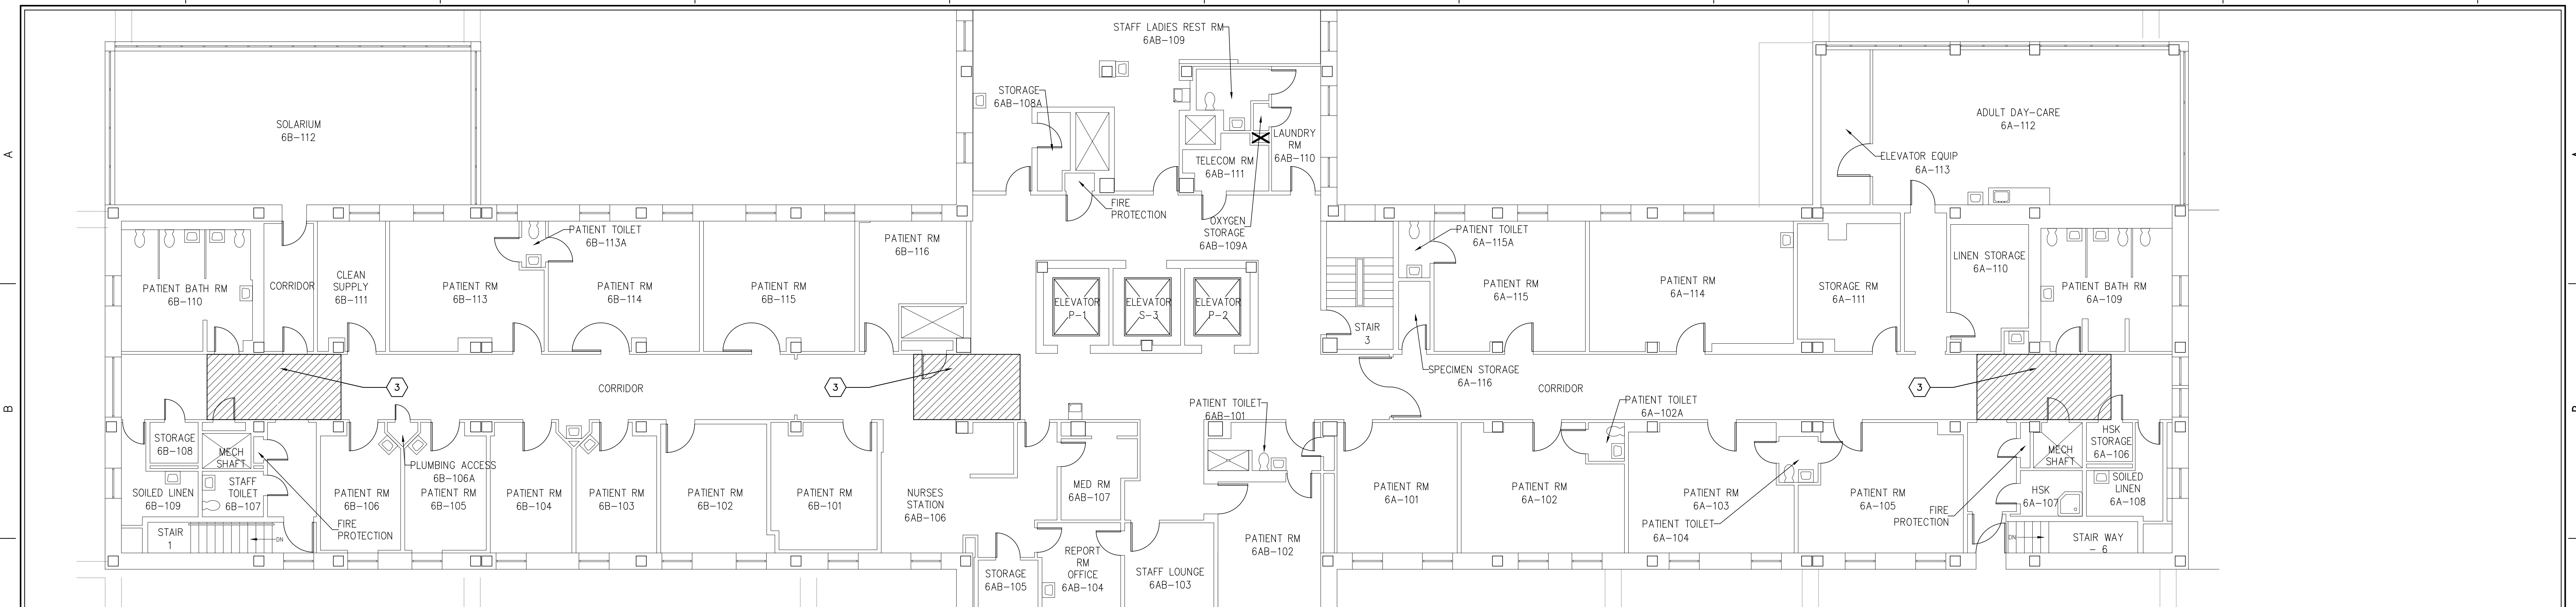 STAFF LADIES REST RM
6AB-109
STORAGE
6AB-108A
SOLARIUM
6B-112
ADULT DAY-CARE
6A-112
LAUNDRY
RM
6AB-110
TELECOM RM
6AB-111
ELEVATOR EQUIP
6A-113
A
FIRE
PROTECTION
OXYGEN
STORAGE
6AB-109A
PATIENT TOILET
6B-113A
PATIENT RM
6B-116
PATIENT TOILET
6A-115A
LINEN STORAGE
6A-110
PATIENT BATH RM
6B-110
CORRIDOR
CLEAN
SUPPLY
6B-111
PATIENT RM
6B-113
PATIENT RM
6B-114
PATIENT RM
6B-115
ELEVATOR
P-1
ELEVATOR
S-3
ELEVATOR
P-2
STAIR
3
PATIENT RM
6A-115
PATIENT RM
6A-114
STORAGE RM
6A-111
PATIENT BATH RM
6A-109
SPECIMEN STORAGE
6A-116
3
CORRIDOR
3
CORRIDOR
3
B
PATIENT TOILET
6AB-101
PATIENT TOILET
6A-102A
STORAGE
6B-108
MECH
SHAFT
PLUMBING ACCESS
6B-106A
MECH
SHAFT
HSK
STORAGE
6A-106
SOILED LINEN
6B-109
STAFF
TOILET
6B-107
PATIENT RM
6B-106
PATIENT RM
6B-105
PATIENT RM
6B-104
PATIENT RM
6B-103
PATIENT RM
6B-102
PATIENT RM
6B-101
NURSES
STATION
6AB-106
MED RM
6AB-107
PATIENT RM
6A-101
PATIENT RM
6A-102
PATIENT RM
6A-103
PATIENT RM
6A-105
HSK
6A-107
SOILED
LINEN
6A-108
FIRE
PROTECTION
PATIENT TOILET
6A-104
FIRE
PROTECTION
STAIR
1
DN
PATIENT RM
6AB-102
DN
STAIR WAY
- 6
STORAGE
6AB-105
REPORT
RM
OFFICE
6AB-104
STAFF LOUNGE
6AB-103